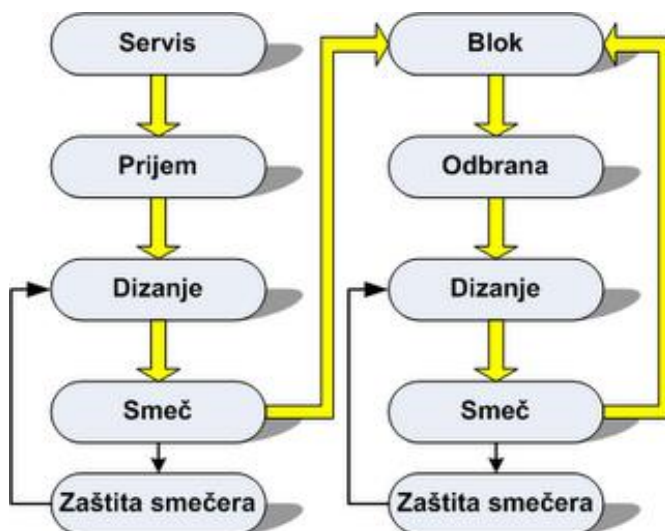 Servis
Prijem
Dizanje
Smeč
Zaštita smečera
Blok
Odbrana
Dizanje
Smeč
Zaštita smečera